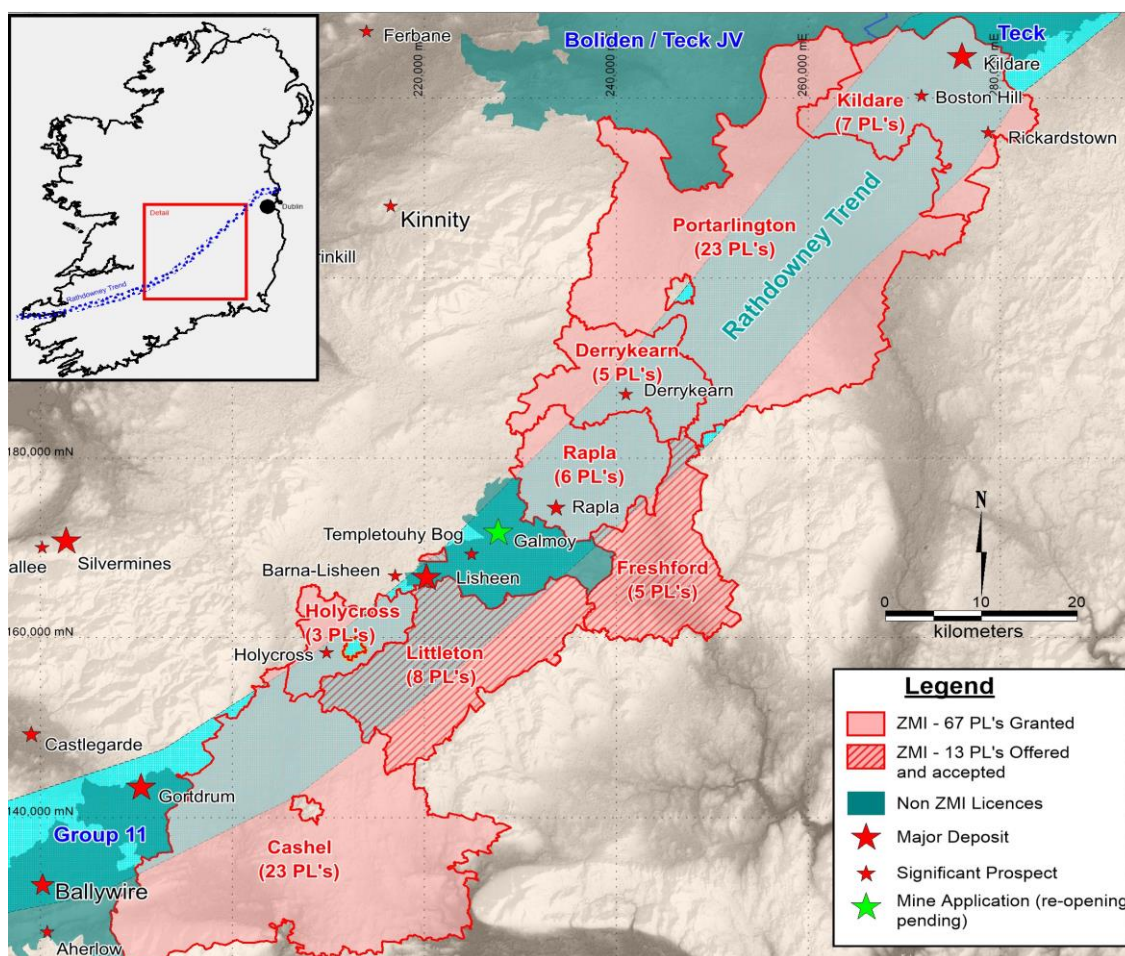 Detail
Dublin
Rathdowney Trend
Ferbane
220,000 mE
Boliden / Teck JV
240,000 mE
260,000 mE
Teck
280,000 mE
Kildare
Kildare
(7 PL's)
Boston Hill
Rickardstown
Kinnity
rinkill
Portarlington
(23 PL's)
Rathdowney Trend
Derrykearn
(5 PL's)
Derrykearn
180,000 mN
Rapla
(6 PL's)
Rapla
Templetouhy Bog
Galmoy
allee
Silvermines
Barna-Lisheen
Lisheen
Freshford
(5 PL's)
160,000 mN
Holycross
(3 PL's)
Holycross
Littleton
(8 PL's)
N
0 10 20
kilometers
Castlegarde
Gortdrum
140,000 mN
Group 11
Cashel
(23 PL's)
Ballywire
Aherlow
Legend
ZMI - 67 PL's Granted
ZMI - 13 PL's Offered
and accepted
Non ZMI Licences
Major Deposit
Significant Prospect
Mine Application (re-opening
pending)